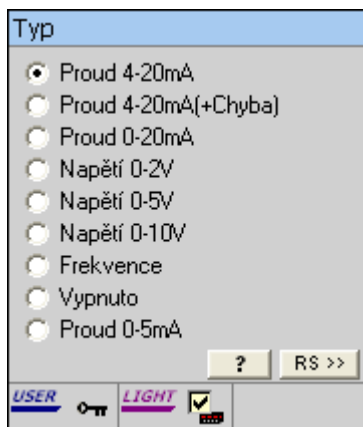 Typ
Proud 4-20mA
Proud 4-20mA(+Chyba)
Proud 0-20mA
Napětí 0-2V
Napětí 0-5V
Napětí 0-10V
Frekvence
Vypnuto
Proud 0-5mA
? RS >>
USER LIGHT